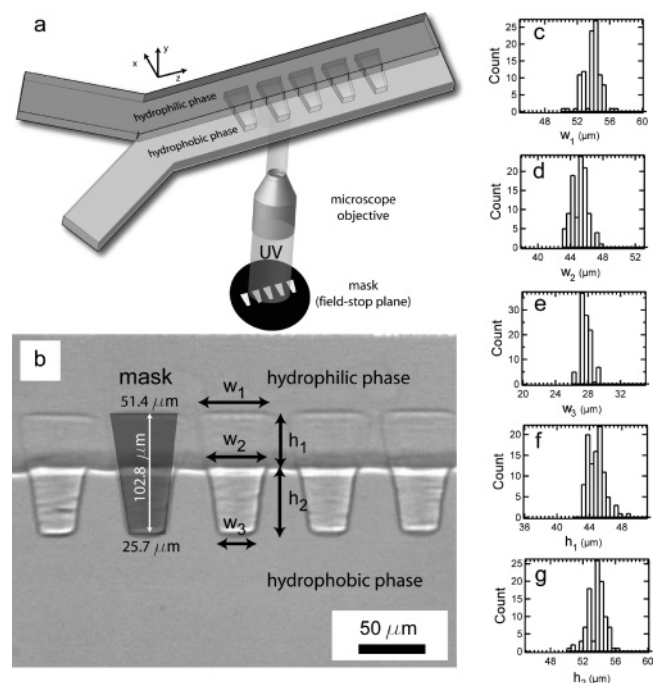 a
y
x
z
hydrophilic phase
hydrophobic phase
microscope
objective
UV
mask
(field-stop plane)
b
mask
51.4 μm
102.8 μm
25.7 μm
w1
w2
w3
h1
h2
hydrophilic phase
hydrophobic phase
50 μm
c
Count
25
20
15
10
5
0
48 52 56 60
w1 (μm)
d
Count
20
15
10
5
0
40 44 48 52
w2 (μm)
e
Count
30
20
10
0
20 24 28 32
w3 (μm)
f
Count
20
15
10
5
0
36 40 44 48
h1 (μm)
g
Count
25
20
15
10
5
0
48 52 56 60
h2 (μm)